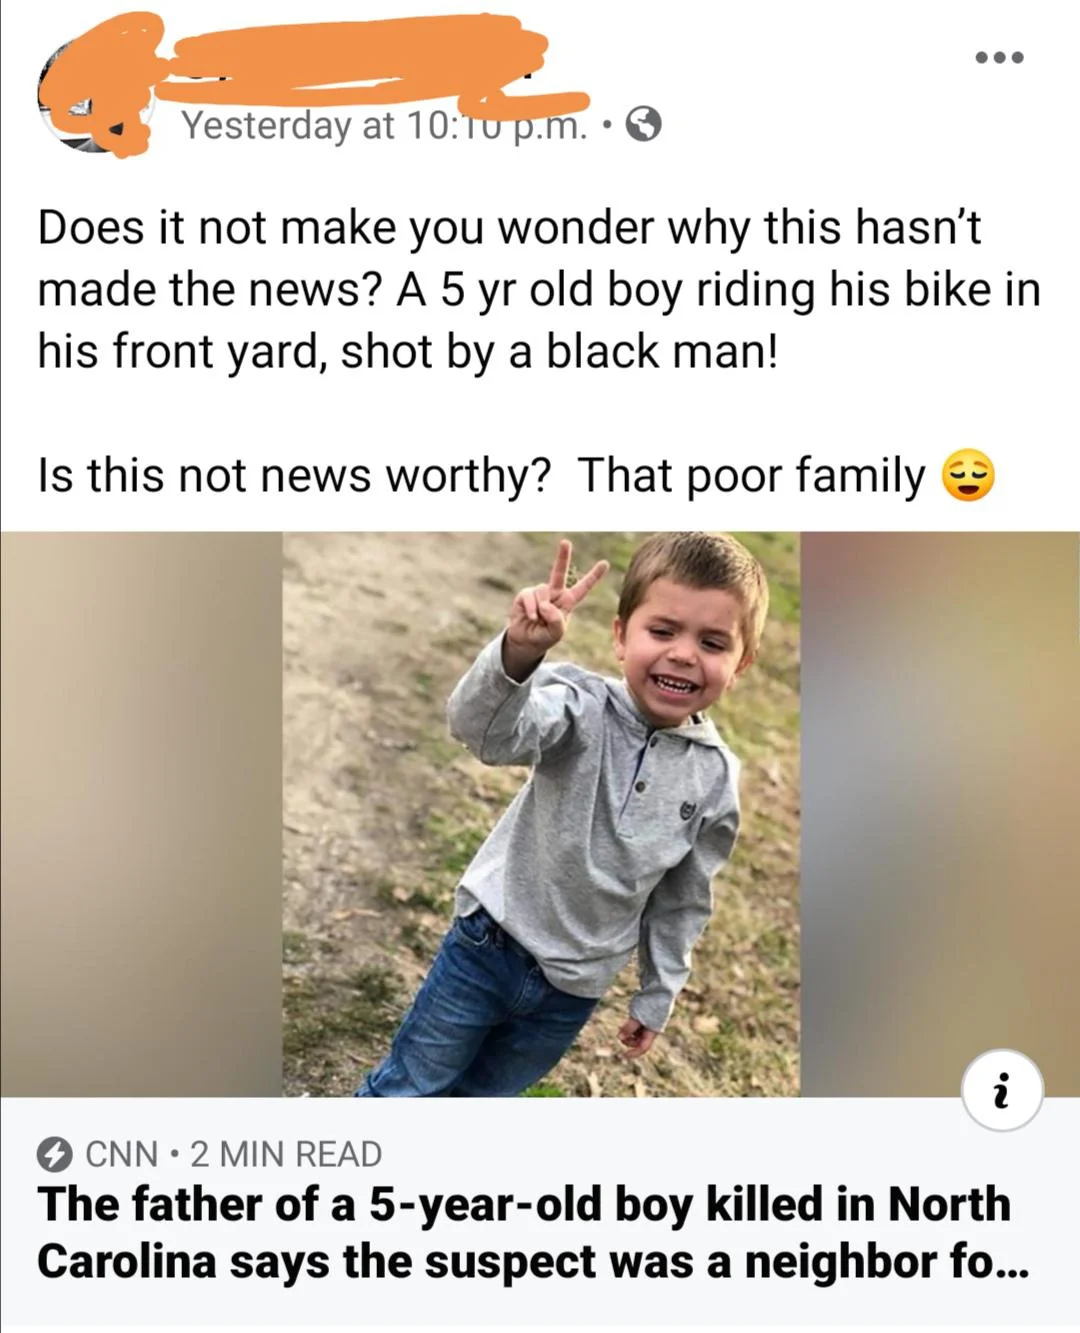 Yesterday at 10:10 p.m.
Does it not make you wonder why this hasn't
made the news? A 5 yr old boy riding his bike in
his front yard, shot by a black man!
Is this not news worthy? That poor family
i
CNN • 2 MIN READ
The father of a 5-year-old boy killed in North
Carolina says the suspect was a neighbor fo...